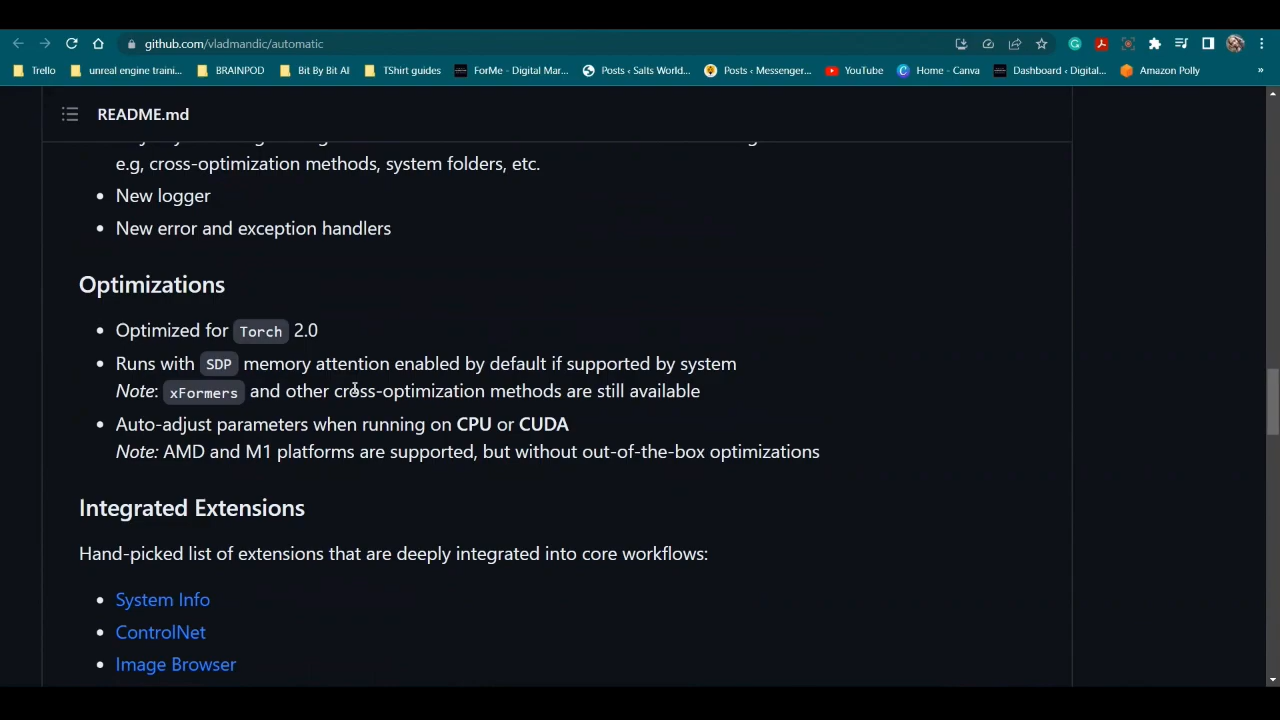 github.com/vladmandic/automatic
Trello
unreal engine traini...
BRAINPOD
Bit By Bit AI
TShirt guides
ForMe - Digital Mar...
Posts ‹ Salts World...
Posts ‹ Messenger...
YouTube
Home - Canva
Dashboard ‹ Digital...
Amazon Polly
»
README.md
e.g, cross-optimization methods, system folders, etc.
• New logger
• New error and exception handlers
Optimizations
• Optimized for Torch 2.0
• Runs with SDP memory attention enabled by default if supported by system
Note: xFormers and other cross-optimization methods are still available
• Auto-adjust parameters when running on CPU or CUDA
Note: AMD and M1 platforms are supported, but without out-of-the-box optimizations
Integrated Extensions
Hand-picked list of extensions that are deeply integrated into core workflows:
• System Info
• ControlNet
• Image Browser